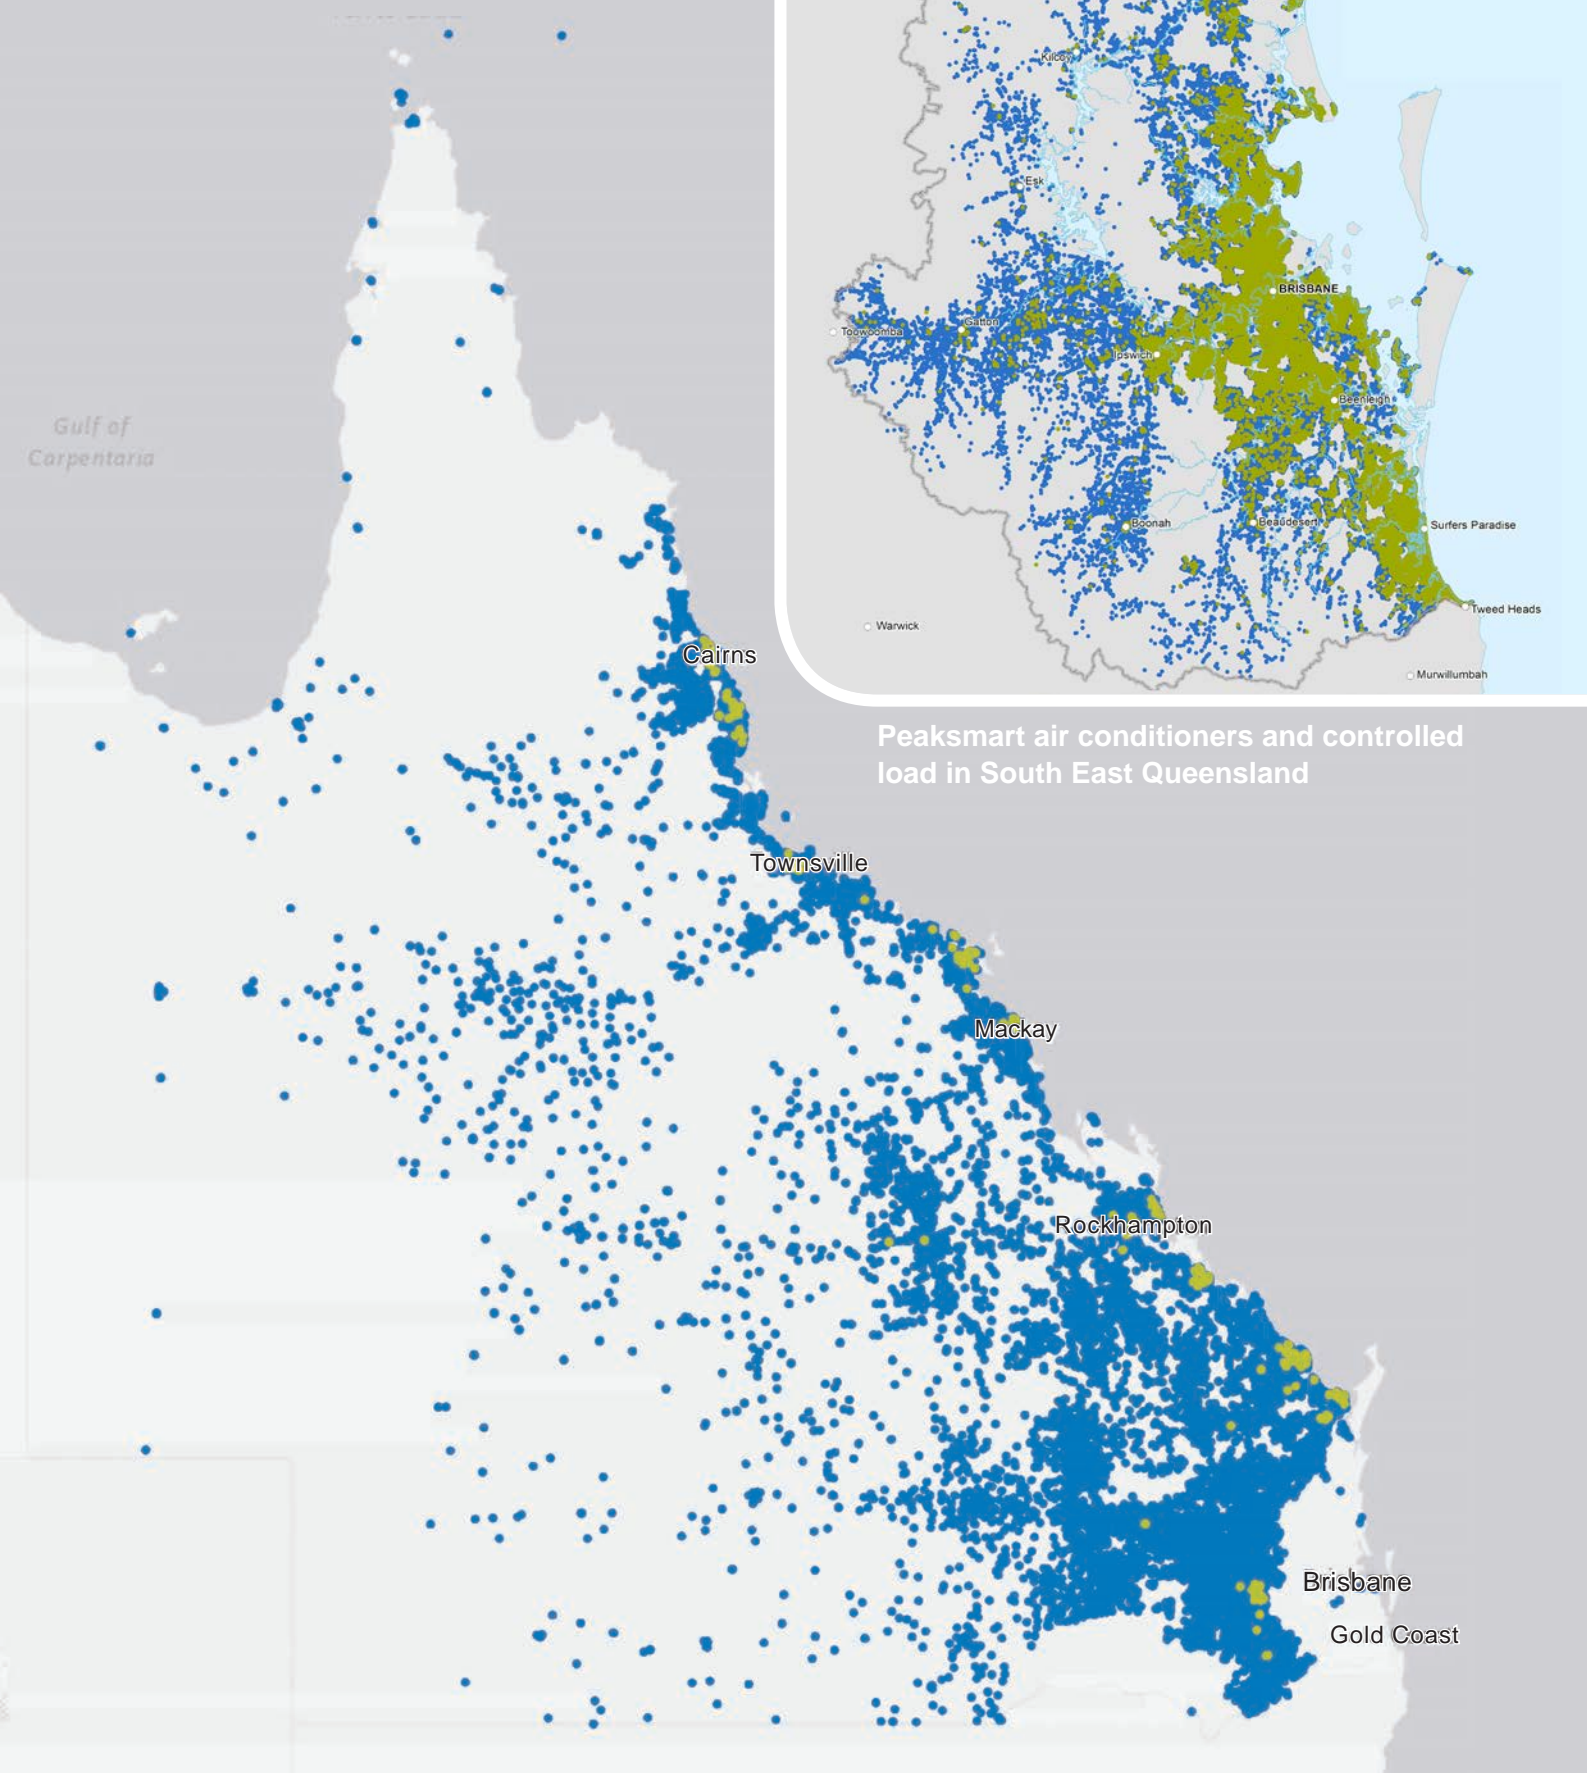 Kilcoy
Esk
BRISBANE
Toowoomba
Gatton
Ipswich
Beenleigh
Boonah
Beaudesert
Surfers Paradise
Tweed Heads
Warwick
Murwillumbah
Peaksmart air conditioners and controlled
load in South East Queensland
Gulf of
Carpentaria
Cairns
Townsville
Mackay
Rockhampton
Brisbane
Gold Coast